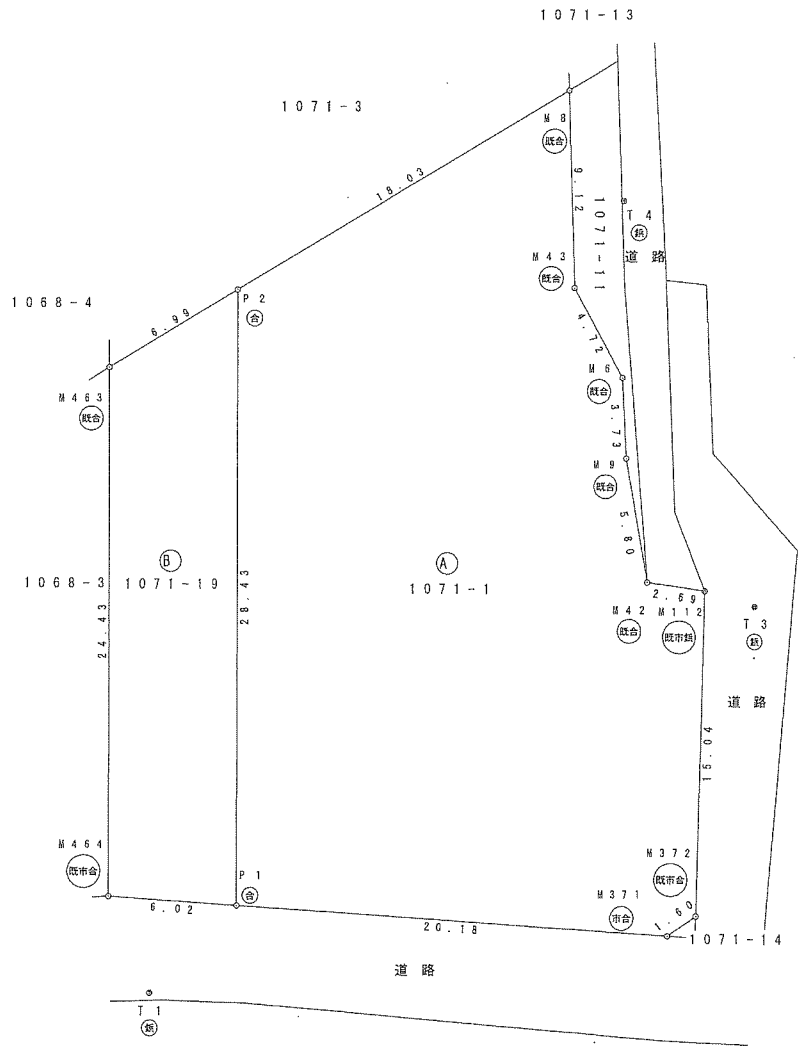 1071-13
1071-3
M8
既合
18.03
9.12
1071-11
T4
鋲
道路
M43
既合
1068-4
P2
合
6.99
4.72
M6
既合
M463
既合
3.73
M9
既合
5.80
B
A
1068-3
1071-19
1071-1
24.43
28.43
2.69
M42
既合
M112
既市鋲
T3
鋲
道路
15.04
M464
既市合
M372
既市合
P1
合
M371
市合
1.60
6.02
20.18
1071-14
道路
T1
鋲